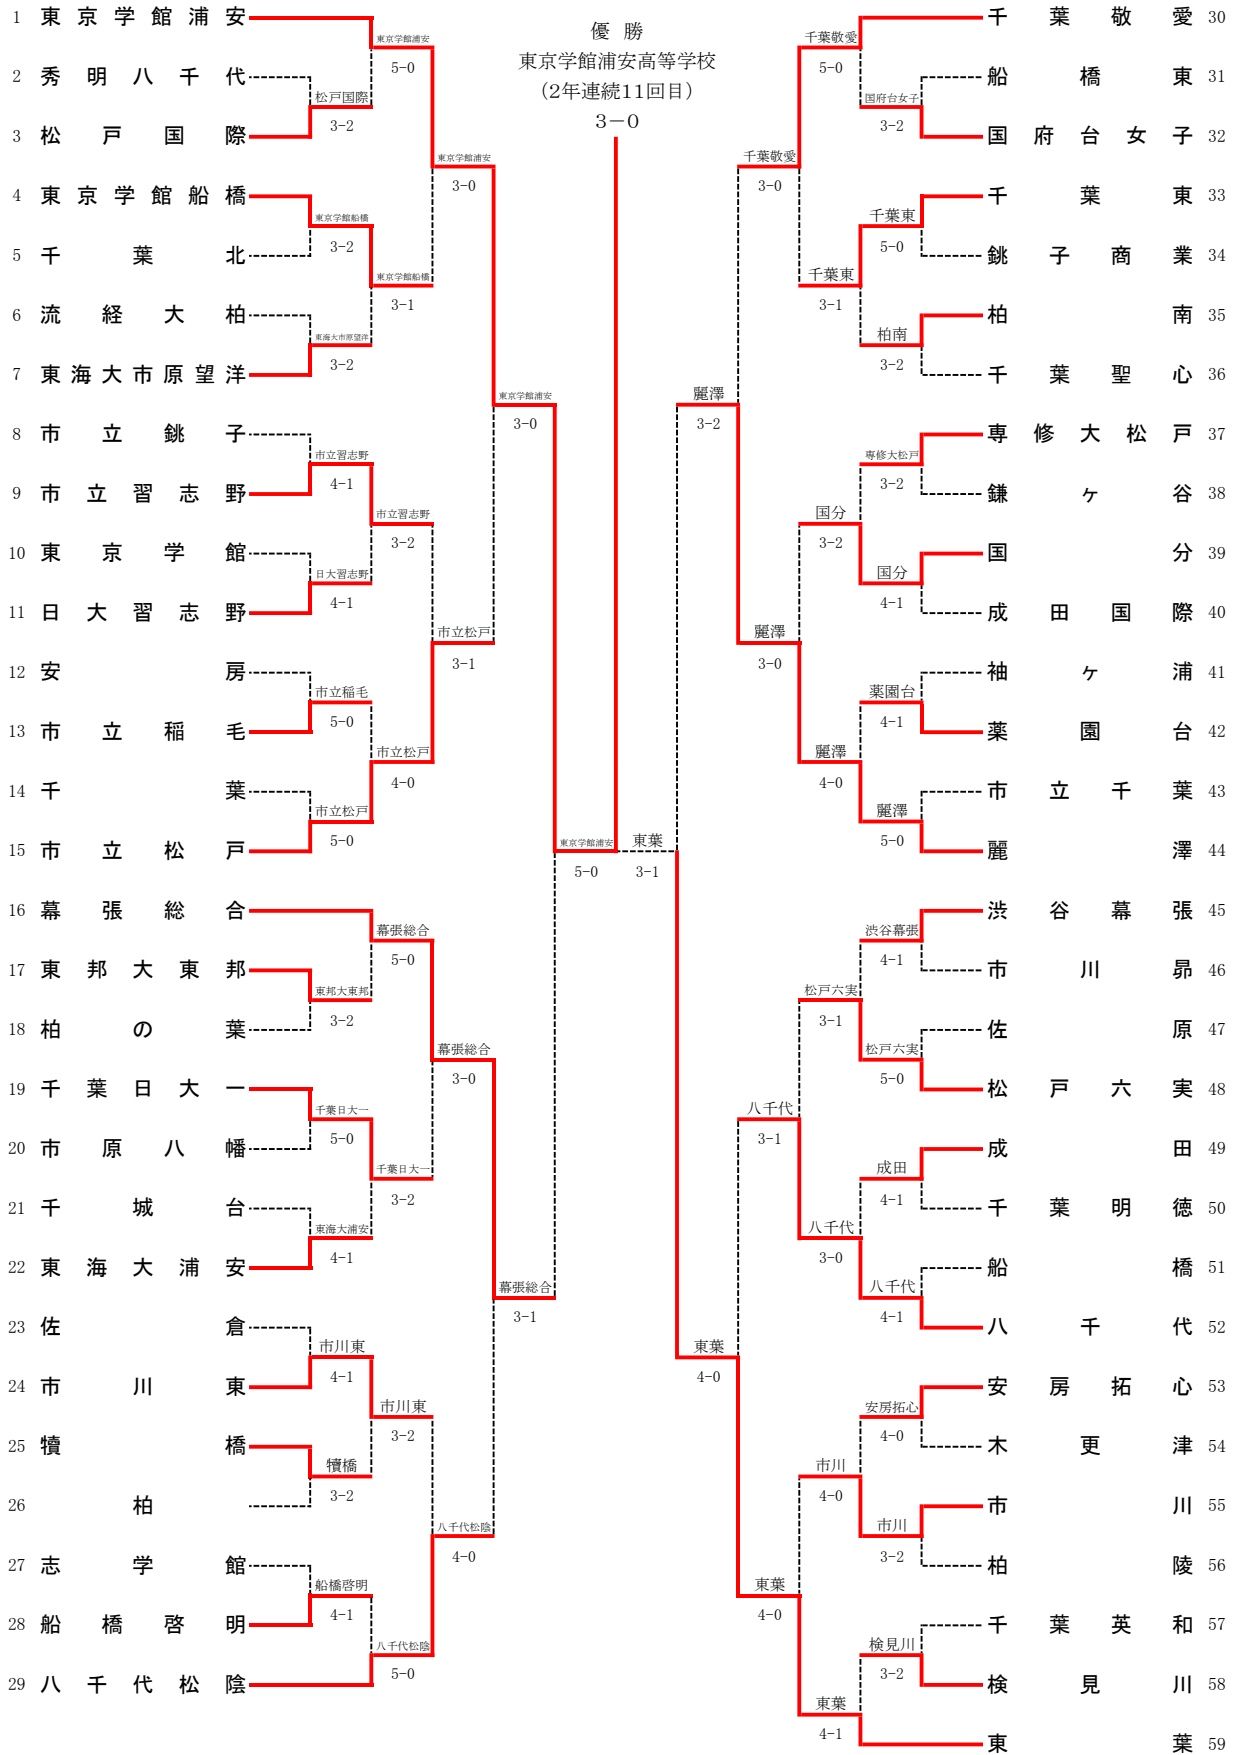 優勝
東京学館浦安高等学校
（2年連続11回目）
3－0
1 東京学館浦安
2 秀明八千代
3 松戸国際
4 東京学館船橋
5 千葉北
6 流経大柏
7 東海大市原望洋
8 市立銚子
9 市立習志野
10 東京学館
11 日大習志野
12 安房
13 市立稲毛
14 千葉
15 市立松戸
16 幕張総合
17 東邦大東邦
18 柏の葉
19 千葉日大一
20 市原八幡
21 千城台
22 東海大浦安
23 佐倉
24 市川東
25 犢橋
26 柏
27 志学館
28 船橋啓明
29 八千代松陰
松戸国際
3-2
東京学館船橋
3-2
東海大市原望洋
3-2
市立習志野
4-1
日大習志野
4-1
市立稲毛
5-0
市立松戸
5-0
東邦大東邦
3-2
千葉日大一
5-0
東海大浦安
4-1
市川東
4-1
犢橋
3-2
船橋啓明
4-1
東京学館浦安
5-0
東京学館船橋
3-1
市立習志野
3-2
市立松戸
4-0
幕張総合
5-0
千葉日大一
3-2
市川東
3-2
八千代松陰
5-0
東京学館浦安
3-0
市立松戸
3-1
幕張総合
3-0
八千代松陰
4-0
東京学館浦安
3-0
幕張総合
3-1
東京学館浦安
5-0
東葉
3-1
麗澤
3-2
東葉
4-0
千葉敬愛
3-0
麗澤
3-0
八千代
3-1
東葉
4-0
千葉敬愛
5-0
千葉東
3-1
国分
3-2
麗澤
4-0
松戸六実
3-1
八千代
3-0
市川
4-0
東葉
4-1
国府台女子
3-2
千葉東
5-0
柏南
3-2
専修大松戸
3-2
国分
4-1
薬園台
4-1
麗澤
5-0
渋谷幕張
4-1
松戸六実
5-0
成田
4-1
八千代
4-1
安房拓心
4-0
市川
3-2
検見川
3-2
千葉敬愛 30
船橋東 31
国府台女子 32
千葉東 33
銚子商業 34
柏南 35
千葉聖心 36
専修大松戸 37
鎌ヶ谷 38
国分 39
成田国際 40
袖ヶ浦 41
薬園台 42
市立千葉 43
麗澤 44
渋谷幕張 45
市川昴 46
佐原 47
松戸六実 48
成田 49
千葉明徳 50
船橋 51
八千代 52
安房拓心 53
木更津 54
市川 55
柏陵 56
千葉英和 57
検見川 58
東葉 59